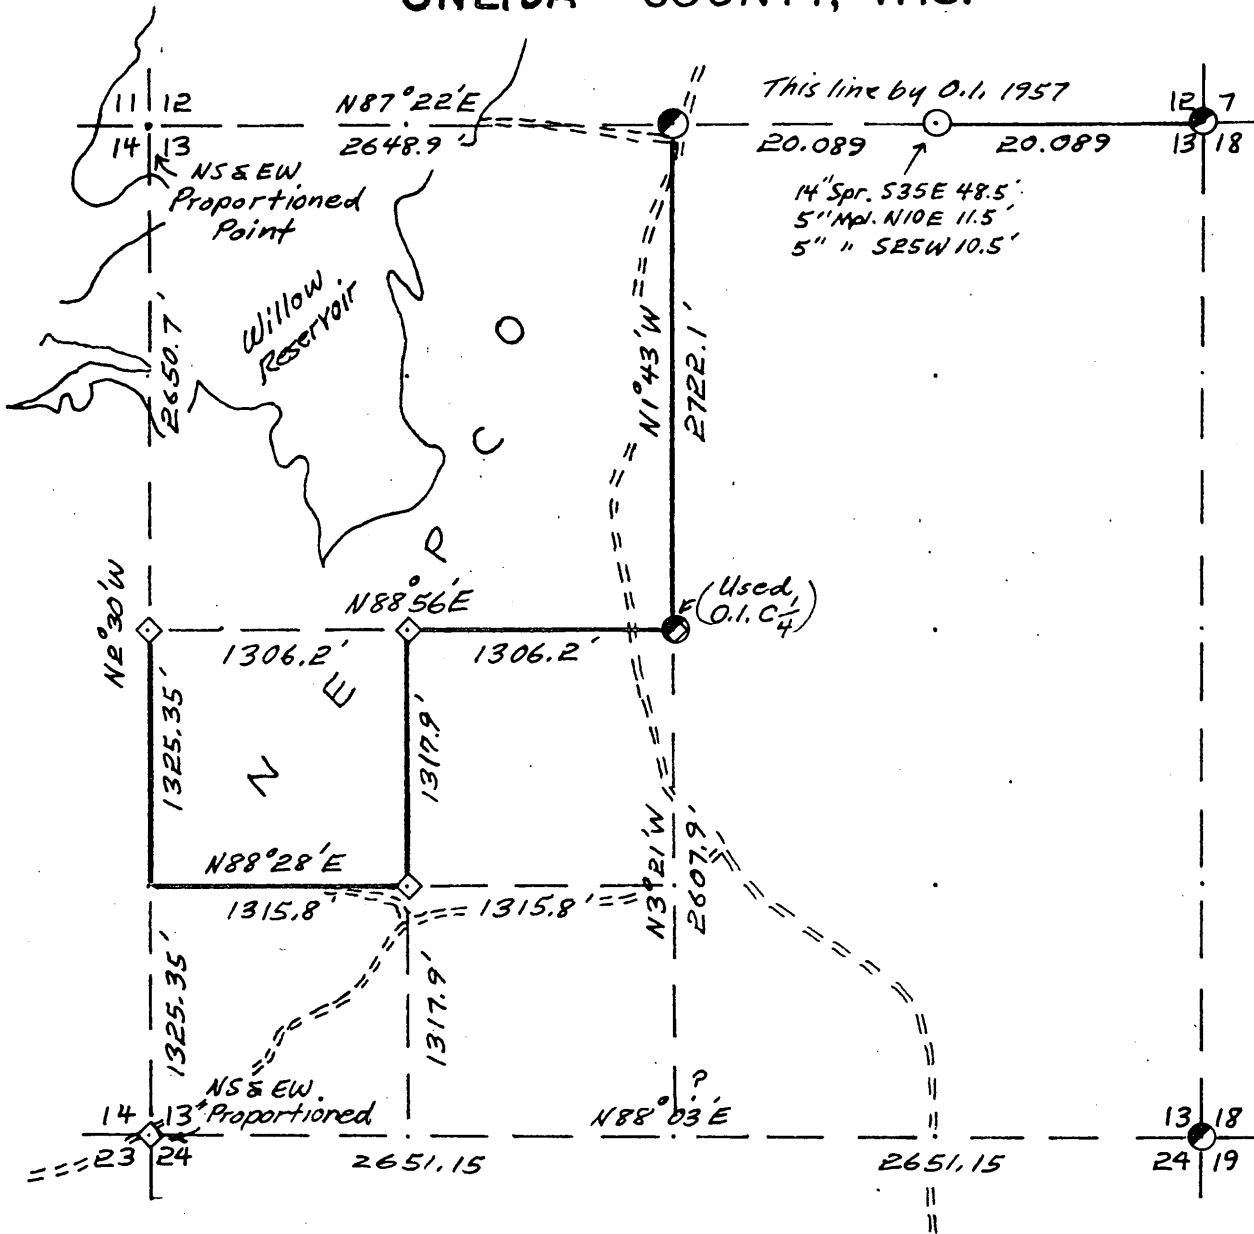 ONEIDA COUNTY, WIS.
This line by O.I. 1957
11 12
N87°22'E
12 7
14 13
2648.9'
20.089
20.089
13 18
NS & EW
Proportioned
Point
14" Spr. S35E 48.5'
5" Mpl. N10E 11.5'
5" " S25W 10.5'
Willow
Reservoir
2650.7'
N1°43'W
2722.1'
NEPCO
N2°30'W
N88°56'E
(Used
O.I. C 1/4)
1306.2'
1306.2'
1325.35'
1317.9'
N88°28'E
1315.8'
1315.8'
N3°21'W
2607.9'
1325.35'
1317.9'
NS & EW
Proportioned
14 13
?
N88°03'E
13 18
23 24
2651.15
2651.15
24 19